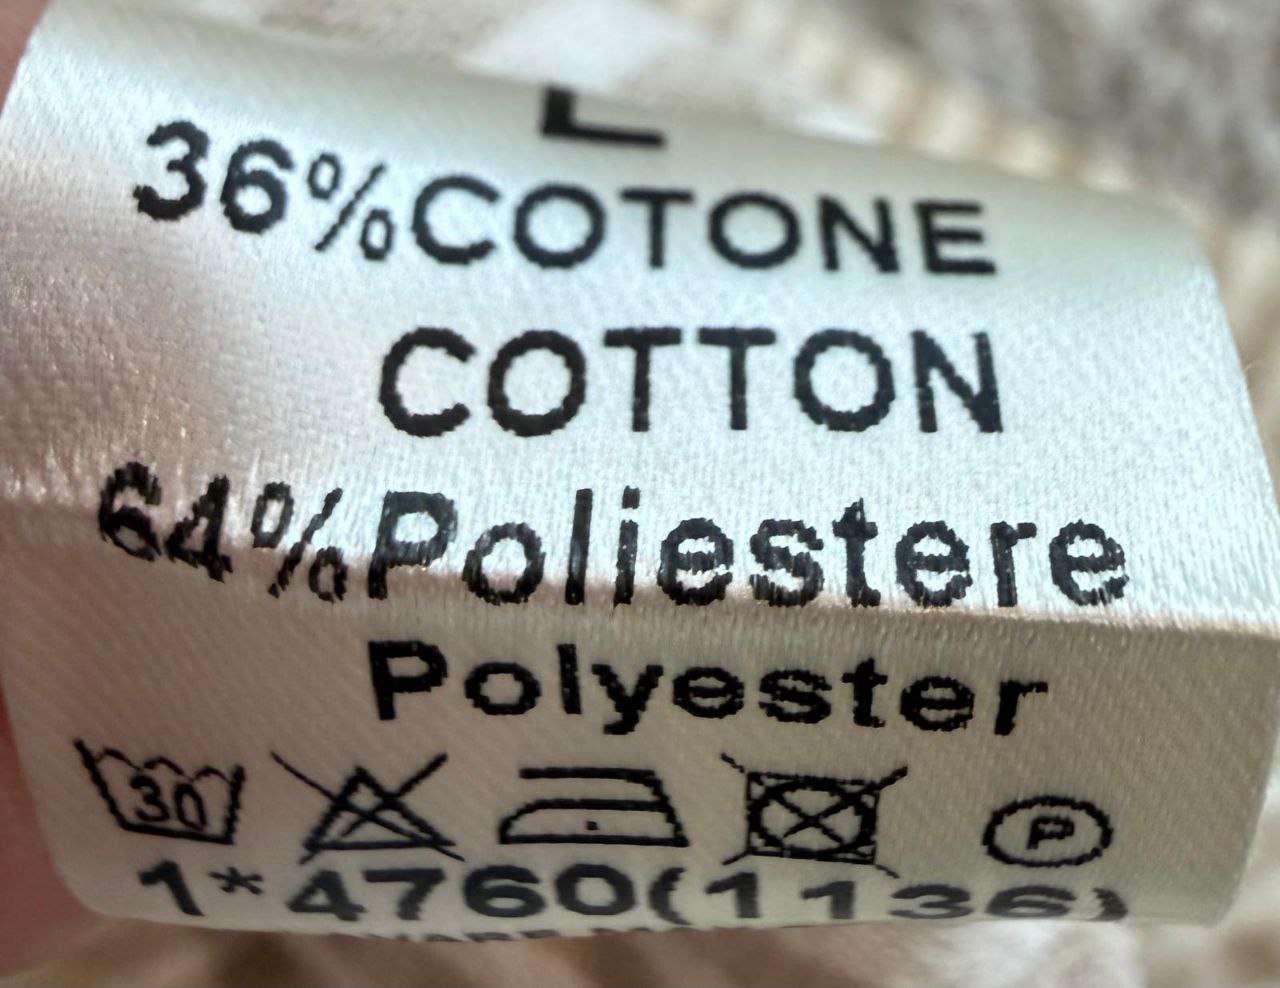 L
36%COTONE
COTTON
64%Poliestere
Polyester
30 P
1*4760(1136)